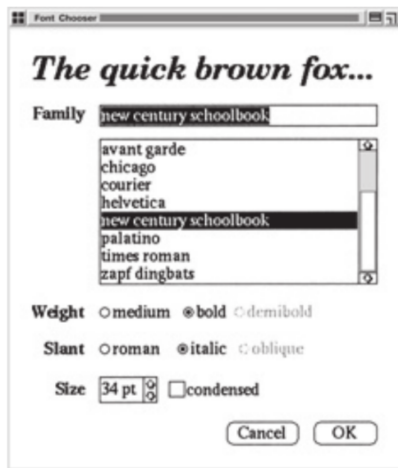 Font Chooser
The quick brown fox...
Family new century schoolbook
avant garde
chicago
courier
helvetica
new century schoolbook
palatino
times roman
zapf dingbats
Weight medium bold demibold
Slant roman italic oblique
Size 34 pt condensed
Cancel OK